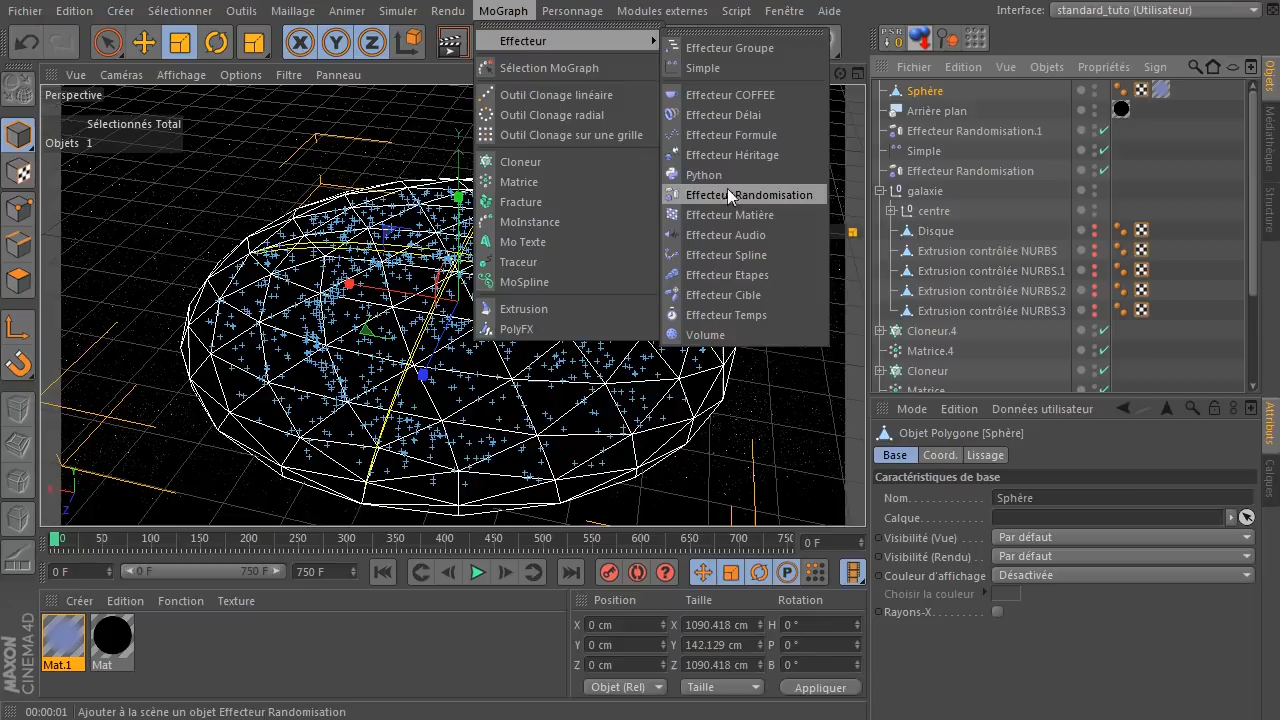 Fichier Edition Créer Sélectionner Outils Maillage Animer Simuler Rendu MoGraph Personnage Modules externes Script Fenêtre Aide Interface: standard_tuto (Utilisateur)
PSR
0
Vue Caméras Affichage Options Filtre Panneau
Perspective
Sélectionnés Total
Objets 1
Effecteur
Sélection MoGraph
Outil Clonage linéaire
Outil Clonage radial
Outil Clonage sur une grille
Cloneur
Matrice
Fracture
MoInstance
Mo Texte
Traceur
MoSpline
Extrusion
PolyFX
Effecteur Groupe
Simple
Effecteur COFFEE
Effecteur Délai
Effecteur Formule
Effecteur Héritage
Python
Effecteur Randomisation
Effecteur Matière
Effecteur Audio
Effecteur Spline
Effecteur Etapes
Effecteur Cible
Effecteur Temps
Volume
Fichier Edition Vue Objets Propriétés Sign
Sphère
Arrière plan
Effecteur Randomisation.1
Simple
Effecteur Randomisation
galaxie
centre
Disque
Extrusion contrôlée NURBS
Extrusion contrôlée NURBS.1
Extrusion contrôlée NURBS.2
Extrusion contrôlée NURBS.3
Cloneur.4
Matrice.4
Cloneur
Matrice
Objets
Médiathèque
Structure
Mode Edition Données utilisateur
Objet Polygone [Sphère]
Base Coord. Lissage
Caractéristiques de base
Nom Sphère
Calque
Visibilité (Vue) Par défaut
Visibilité (Rendu) Par défaut
Couleur d'affichage Désactivée
Choisir la couleur
Rayons-X
Attributs
Calques
Y
X
Z
0 50 100 150 200 250 300 350 400 450 500 550 600 650 700 750 0 F
0 F 0 F 750 F 750 F
Créer Edition Fonction Texture
Mat.1 Mat
Position Taille Rotation
X 0 cm X 1090.418 cm H 0 °
Y 0 cm Y 142.129 cm P 0 °
Z 0 cm Z 1090.418 cm B 0 °
Objet (Rel) Taille Appliquer
MAXON
CINEMA 4D
00:00:01 Ajouter à la scène un objet Effecteur Randomisation